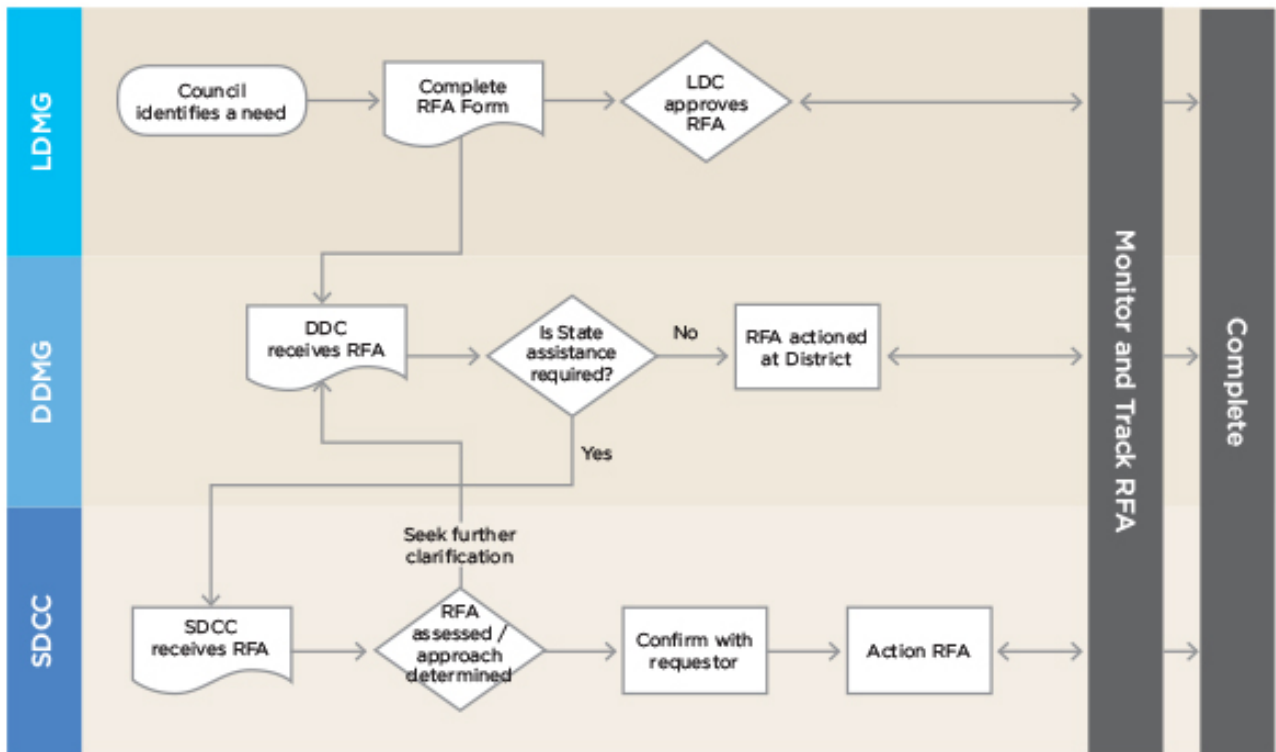 LDMG
Council
identifies a need
Complete
RFA Form
LDC
approves
RFA
DDMG
DDC
receives RFA
Is State
assistance
required?
No
RFA actioned
at District
Yes
SDCC
Seek further
clarification
SDCC
receives RFA
RFA
assessed /
approach
determined
Confirm with
requestor
Action RFA
Monitor and Track RFA
Complete